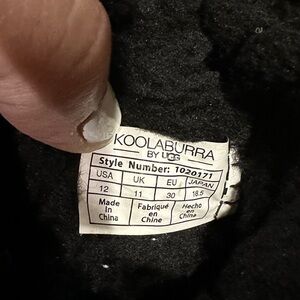 KOOLABURRA
BY UGG
Style Number: 1020171
USA UK EU JAPAN
12 11 30 18.5
Made Fabriqué Hecho
in en en
China Chine China